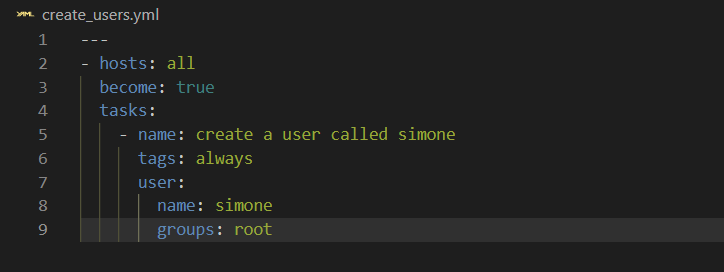 create_users.yml
1 ---
2 - hosts: all
3 become: true
4 tasks:
5 - name: create a user called simone
6 tags: always
7 user:
8 name: simone
9 groups: root